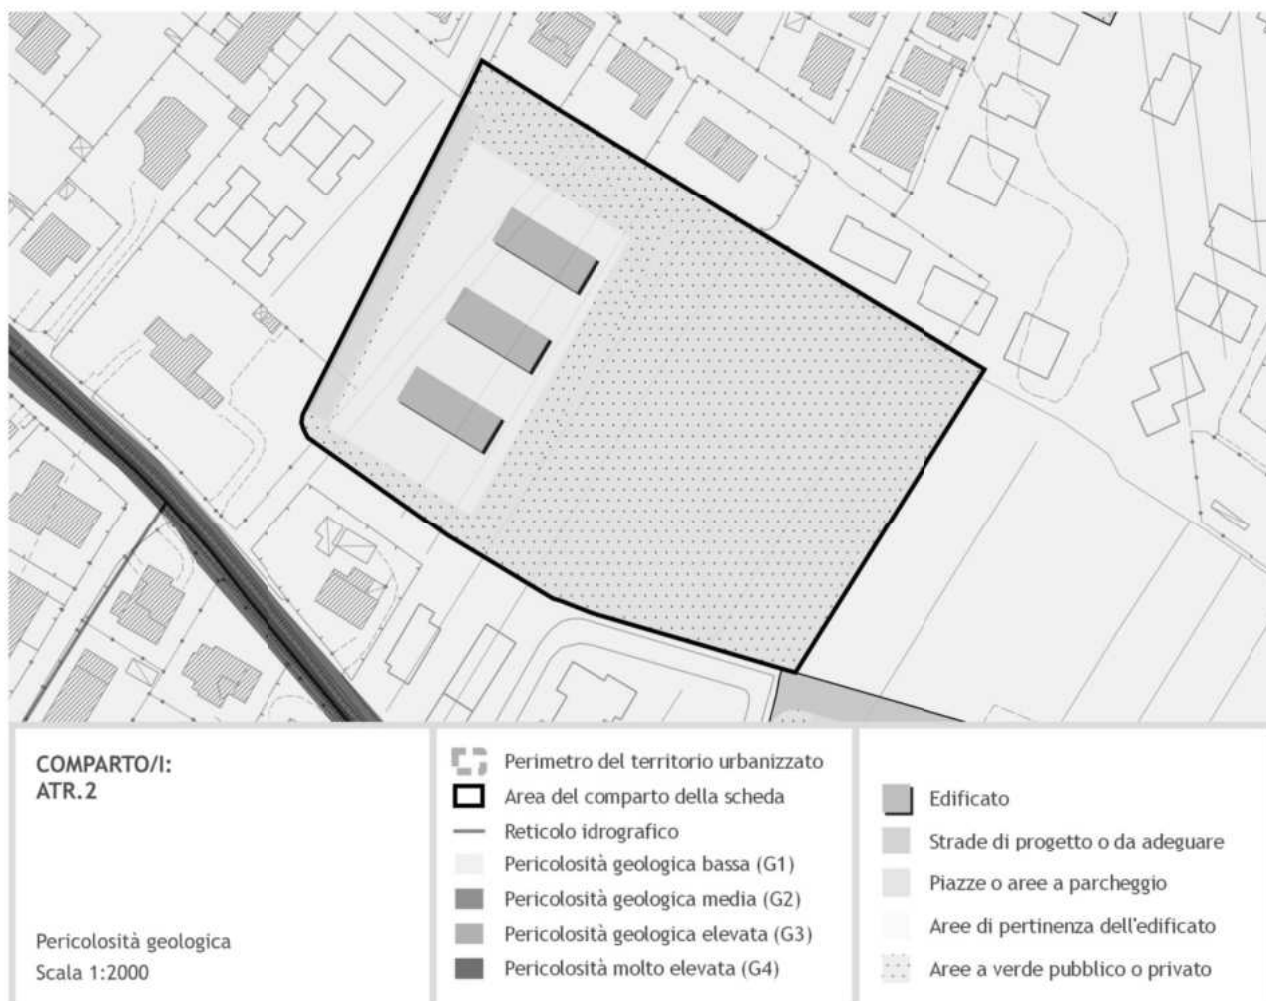 COMPARTO/I:
ATR.2
Pericolosità geologica
Scala 1:2000
Perimetro del territorio urbanizzato
Area del comparto della scheda
Reticolo idrografico
Pericolosità geologica bassa (G1)
Pericolosità geologica media (G2)
Pericolosità geologica elevata (G3)
Pericolosità molto elevata (G4)
Edificato
Strade di progetto o da adeguare
Piazze o aree a parcheggio
Aree di pertinenza dell'edificato
Aree a verde pubblico o privato